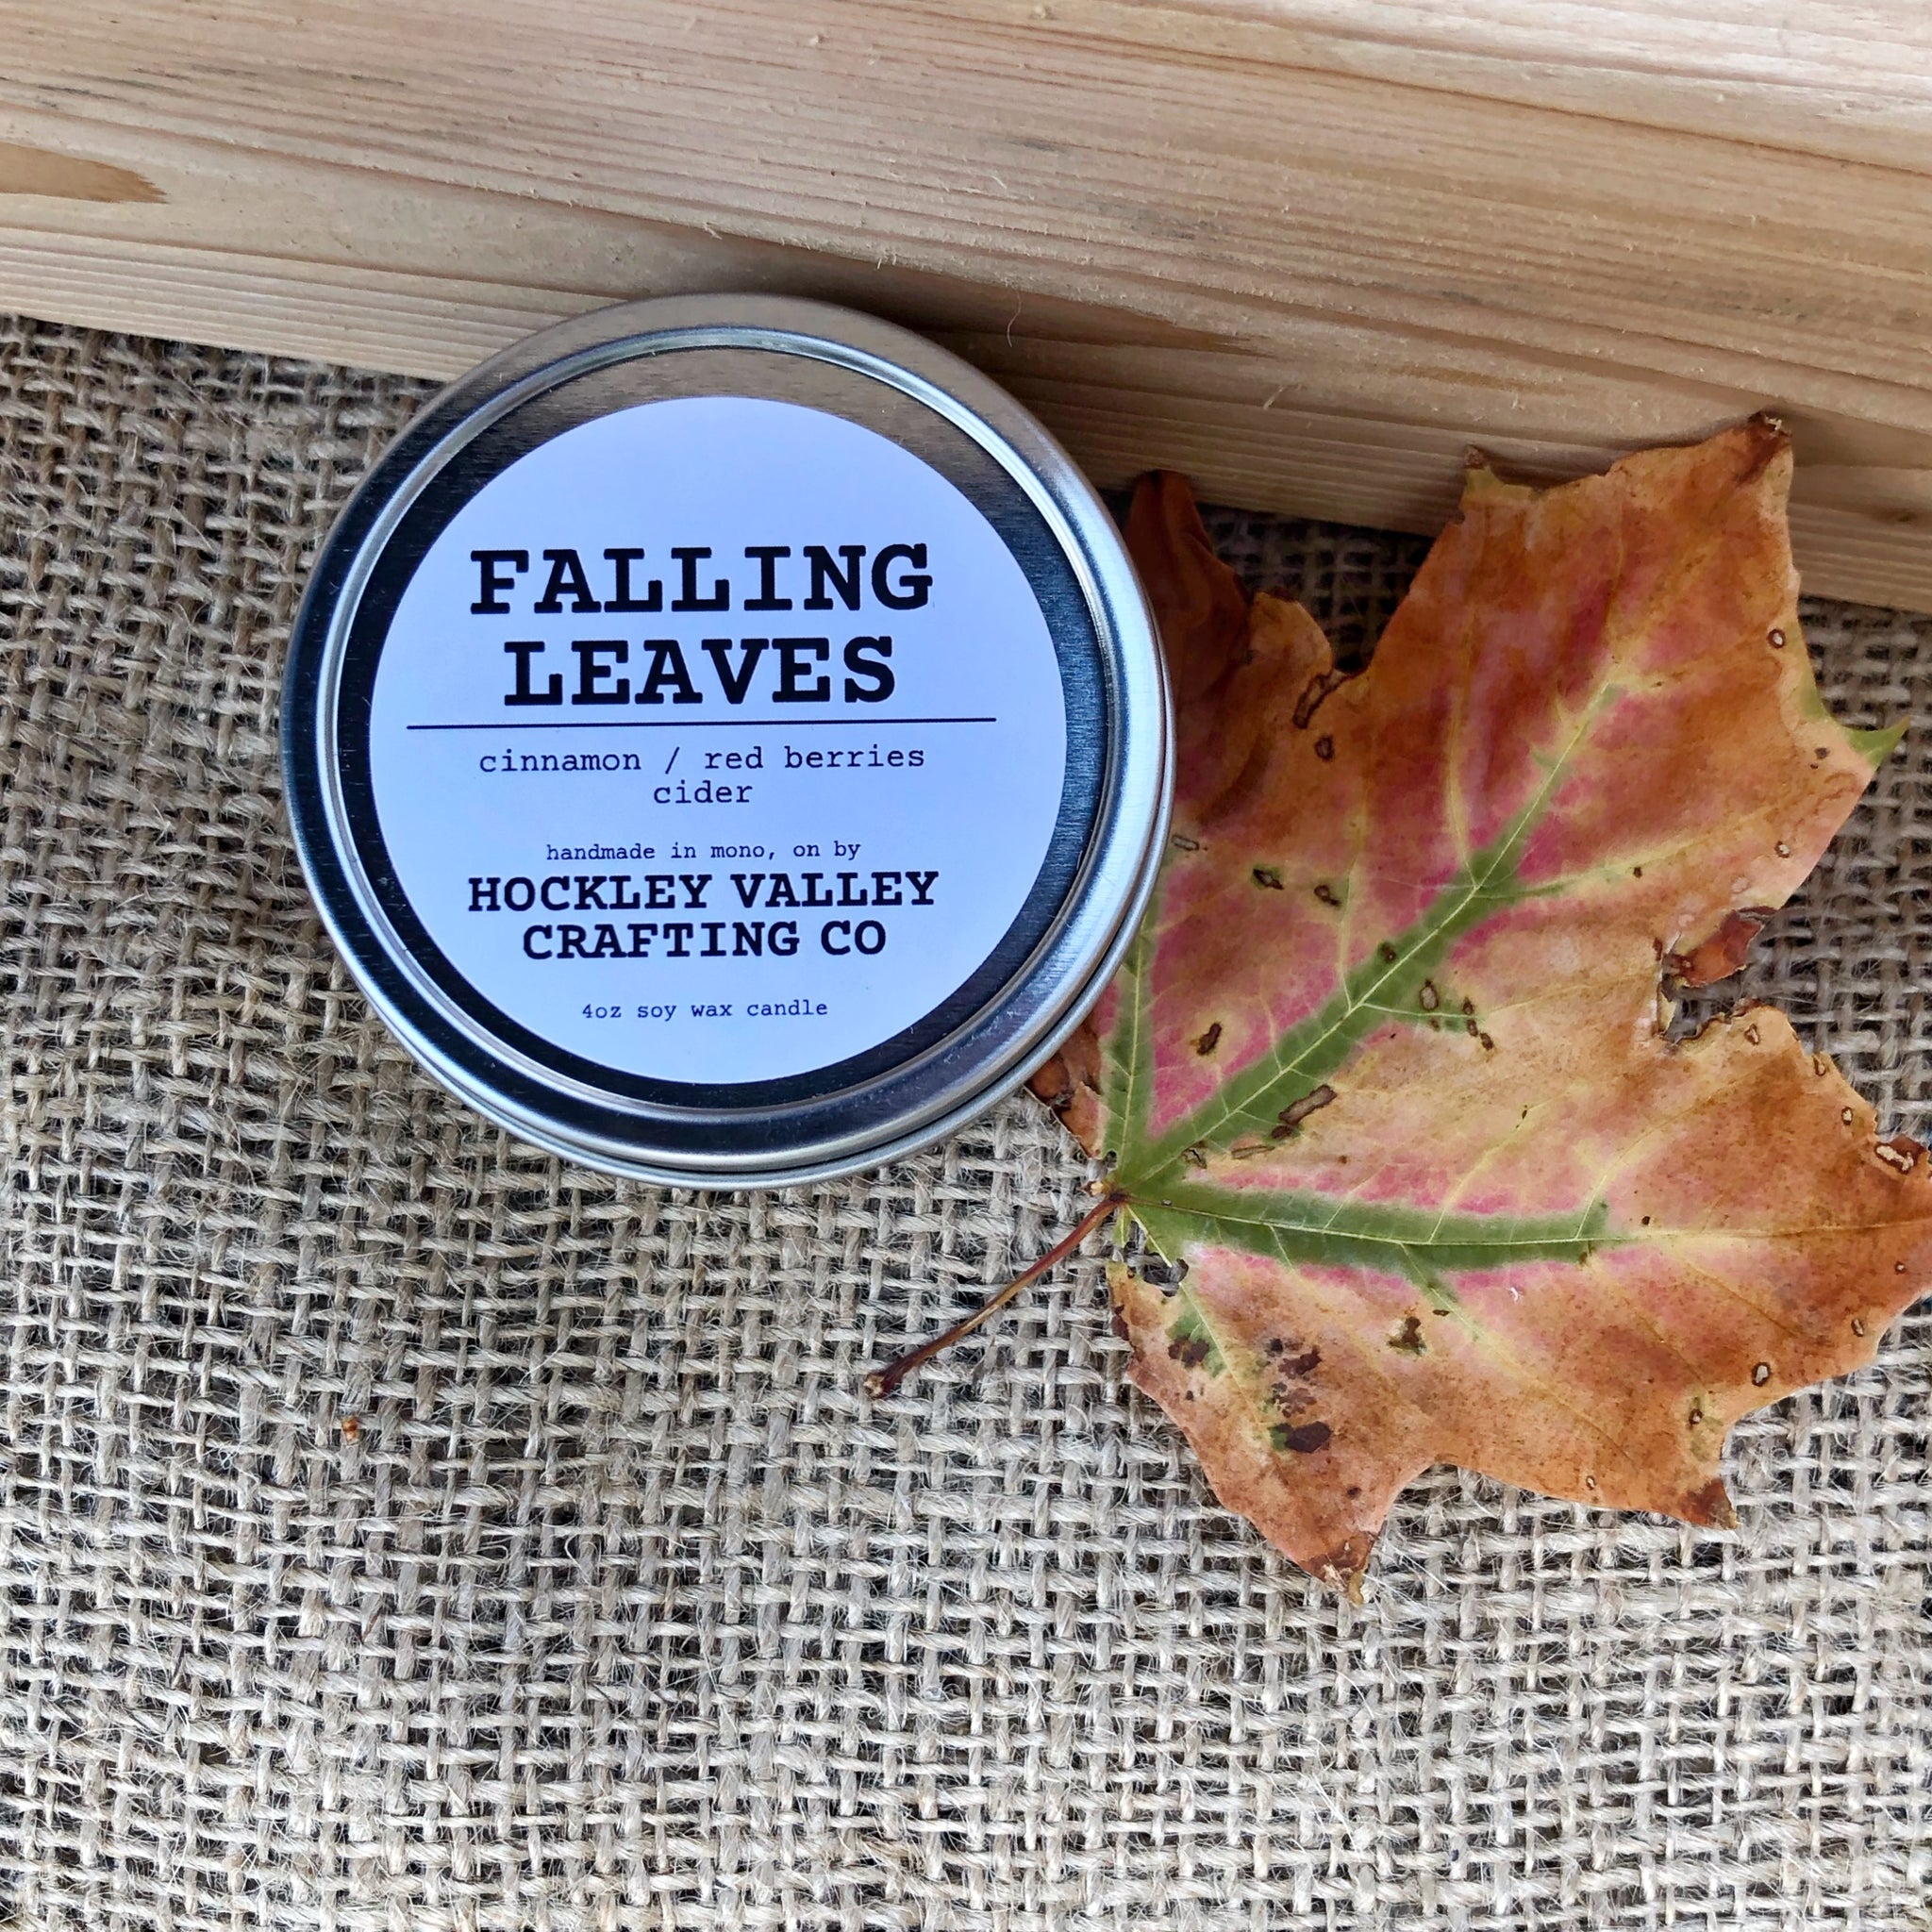 FALLING
LEAVES
cinnamon / red berries
cider
handmade in mono, on by
HOCKLEY VALLEY
CRAFTING CO
4oz soy wax candle